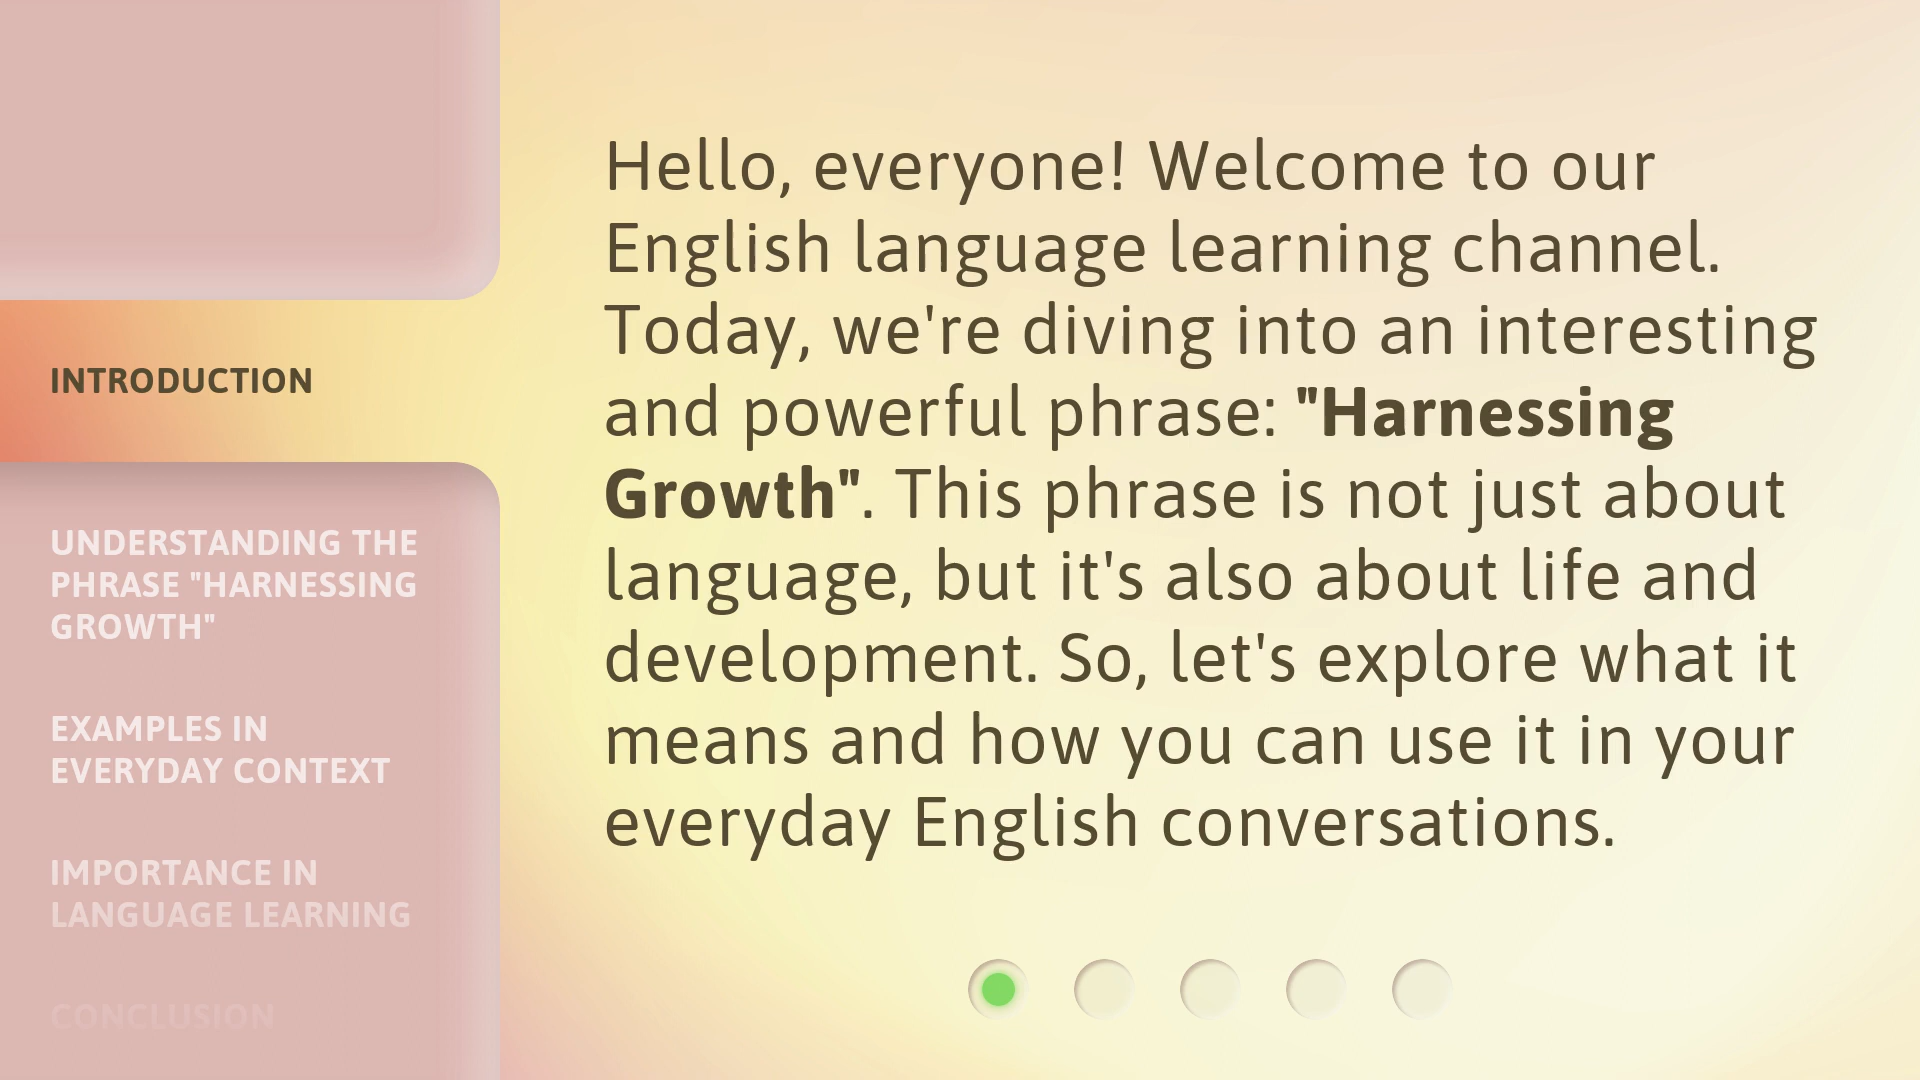 INTRODUCTION
UNDERSTANDING THE
PHRASE "HARNESSING
GROWTH"
EXAMPLES IN
EVERYDAY CONTEXT
IMPORTANCE IN
LANGUAGE LEARNING
CONCLUSION
Hello, everyone! Welcome to our
English language learning channel.
Today, we're diving into an interesting
and powerful phrase: "Harnessing
Growth". This phrase is not just about
language, but it's also about life and
development. So, let's explore what it
means and how you can use it in your
everyday English conversations.